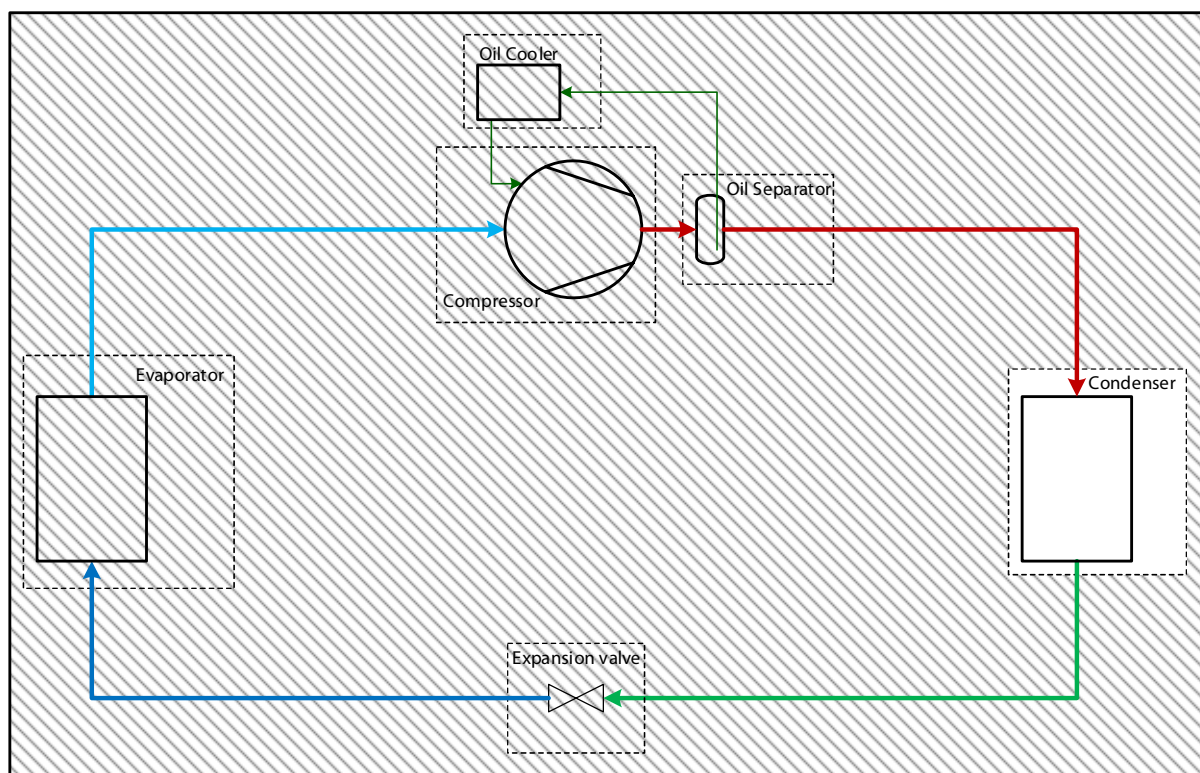 Oil Cooler
Oil Separator
Compressor
Evaporator
Condenser
Expansion valve